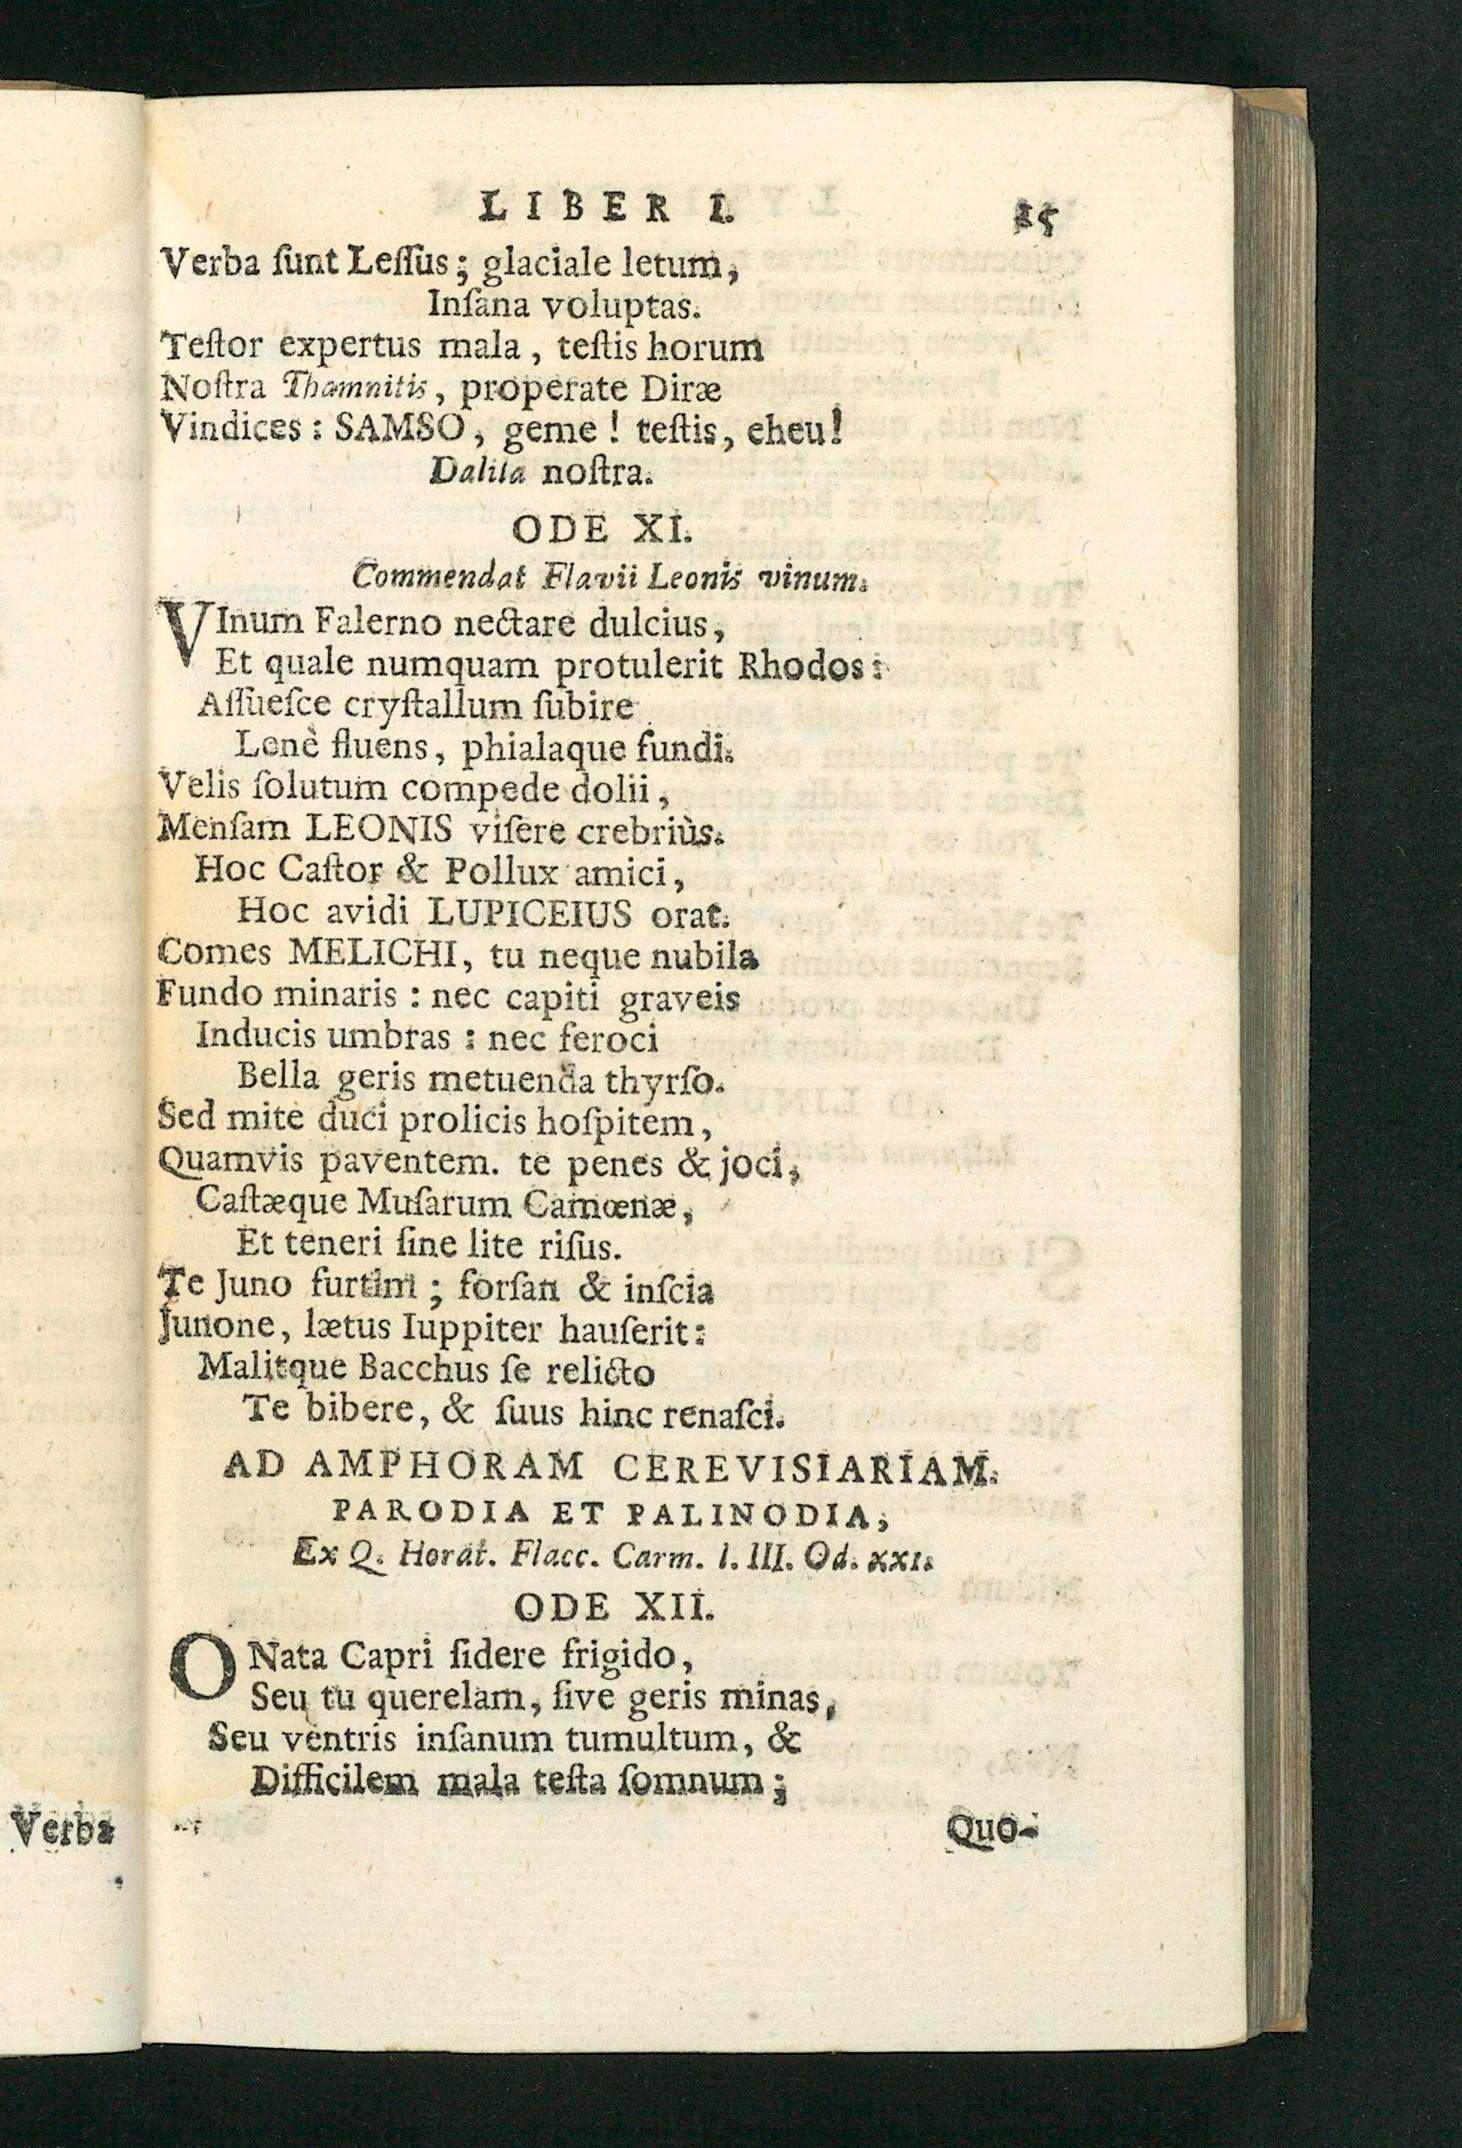 LIBER I. 15
Verba ſunt Leſſus; glaciale letum,
Inſana voluptas.
Teſtor expertus mala, teſtis horum
Noſtra Thamnitis, properate Diræ
Vindices: SAMSO, geme! teſtis, eheu!
Dalila noſtra.
ODE XI.
Commendat Flavii Leonis vinum.
VInum Falerno nectare dulcius,
Et quale numquam protulerit Rhodos:
Aſſueſce cryſtallum ſubire
Lenè fluens, phialaque fundi.
Velis ſolutum compede dolii,
Menſam LEONIS viſere crebriùs.
Hoc Caſtor & Pollux amici,
Hoc avidi LUPICEIUS orat.
Comes MELICHI, tu neque nubila
Fundo minaris: nec capiti graveis
Inducis umbras: nec feroci
Bella geris metuenda thyrſo.
Sed mite duci prolicis hoſpitem,
Quamvis paventem. te penes & joci,
Caſtæque Muſarum Camœnæ,
Et teneri ſine lite riſus.
Te Juno furtim; forſan & inſcia
Junone, lætus Iuppiter hauſerit:
Malitque Bacchus ſe relicto
Te bibere, & ſuus hinc renaſci.
AD AMPHORAM CEREVISIARIAM.
PARODIA ET PALINODIA,
Ex Q. Horat. Flacc. Carm. l. III. Od. XXI.
ODE XII.
O Nata Capri ſidere frigido,
Seu tu querelam, ſive geris minas,
Seu ventris inſanum tumultum, &
Difficilem mala teſta ſomnum;
Quo-
Verba